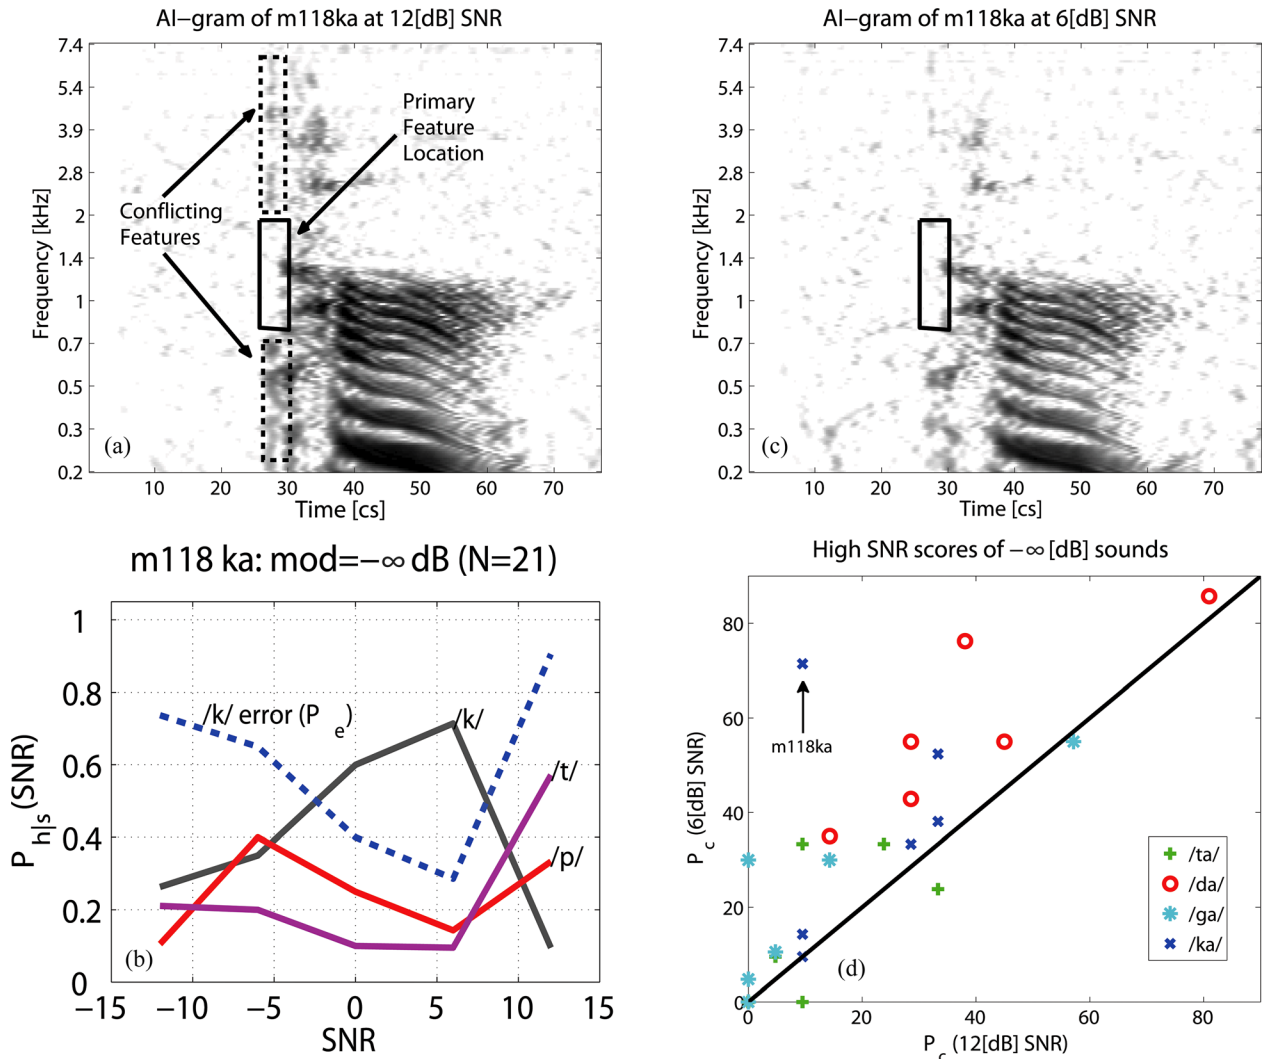 AI−gram of m118ka at 12[dB] SNR
7.4
5.4
3.9
2.8
2
1.4
1
0.7
0.5
0.3
0.2
Frequency [kHz]
Primary
Feature
Location
Conflicting
Features
(a)
10 20 30 40 50 60 70
Time [cs]
AI−gram of m118ka at 6[dB] SNR
7.4
5.4
3.9
2.8
2
1.4
1
0.7
0.5
0.3
0.2
Frequency [kHz]
(c)
10 20 30 40 50 60 70
Time [cs]
m118 ka: mod=−∞ dB (N=21)
1
0.8
0.6
0.4
0.2
0
P h|s (SNR)
/k/ error (P e)
/k/
/t/
/p/
(b)
−15 −10 −5 0 5 10 15
SNR
High SNR scores of −∞ [dB] sounds
80
60
40
20
0
P c (6[dB] SNR)
m118ka
/ta/
/da/
/ga/
/ka/
(d)
0 20 40 60 80
P c (12[dB] SNR)